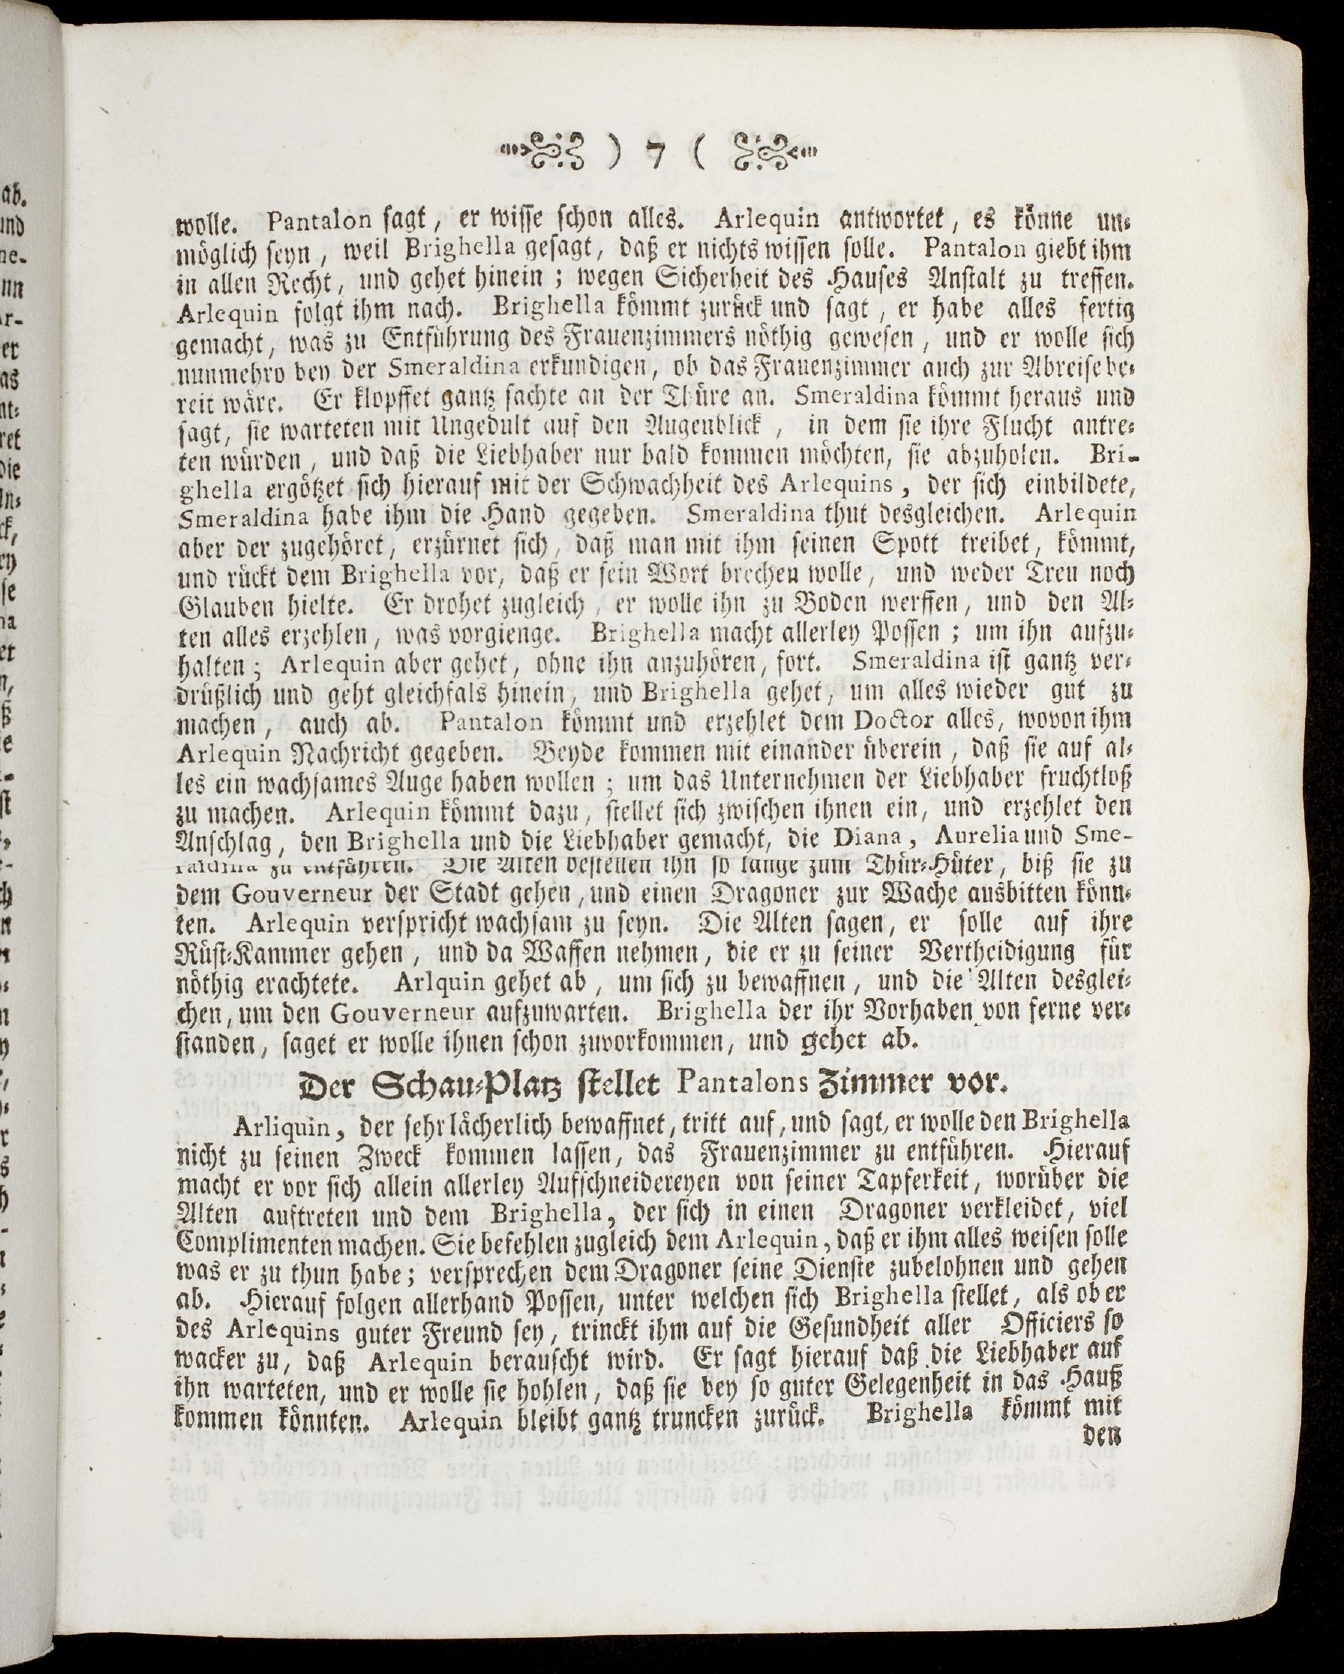 ) 7 (
wolle. Pantalon sagt, er wisse schon alles. Arlequin antwortet, es könne un-
möglich seyn, weil Brighella gesagt, daß er nichts wissen solle. Pantalon giebt ihm
in allen Recht, und gehet hinein; wegen Sicherheit des Hauses Anstalt zu treffen.
Arlequin folgt ihm nach. Brighella kömmt zurück und sagt, er habe alles fertig
gemacht, was zu Entführung des Frauenzimmers nöthig gewesen, und er wolle sich
nunmehro bey der Smeraldina erkundigen, ob das Frauenzimmer auch zur Abreise be-
reit wäre. Er klopffet gantz sachte an der Thüre an. Smeraldina kömmt heraus und
sagt, sie warteten mit Ungedult auf den Augenblick, in dem sie ihre Flucht antre-
ten würden, und daß die Liebhaber nur bald kommen möchten, sie abzuholen. Bri-
ghella ergötzet sich hierauf mit der Schwachheit des Arlequins, der sich einbildete,
Smeraldina habe ihm die Hand gegeben. Smeraldina thut desgleichen. Arlequin
aber der zugehöret, erzürnet sich, daß man mit ihm seinen Spott treibet, kömmt,
und rückt dem Brighella vor, daß er sein Wort brechen wolle, und weder Treu noch
Glauben hielte. Er drohet zugleich, er wolle ihn zu Boden werffen, und den Al-
ten alles erzehlen, was vorgienge. Brighella macht allerley Possen; um ihn aufzu-
halten; Arlequin aber gehet, ohne ihn anzuhören, fort. Smeraldina ist gantz ver-
drüßlich und geht gleichfals hinein, und Brighella gehet, um alles wieder gut zu
machen, auch ab. Pantalon kömmt und erzehlet dem Doctor alles, wovon ihm
Arlequin Nachricht gegeben. Beyde kommen mit einander überein, daß sie auf al-
les ein wachsames Auge haben wollen; um das Unternehmen der Liebhaber fruchtloß
zu machen. Arlequin kömmt dazu, stellet sich zwischen ihnen ein, und erzehlet den
Anschlag, den Brighella und die Liebhaber gemacht, die Diana, Aurelia und Sme-
raldina zu entführen. Die Alten bestellen ihn so lange zum Thür-Hüter, biß sie zu
dem Gouverneur der Stadt gehen, und einen Dragoner zur Wache ausbitten könn-
ten. Arlequin verspricht wachsam zu seyn. Die Alten sagen, er solle auf ihre
Rüst-Kammer gehen, und da Waffen nehmen, die er zu seiner Vertheidigung für
nöthig erachtete. Arlquin gehet ab, um sich zu bewaffnen, und die Alten desglei-
chen, um den Gouverneur aufzuwarten. Brighella der ihr Vorhaben von ferne ver-
standen, saget er wolle ihnen schon zuvorkommen, und gehet ab.
Der Schau-Platz stellet Pantalons Zimmer vor.
Arliquin, der sehr lächerlich bewaffnet, tritt auf, und sagt, er wolle den Brighella
nicht zu seinen Zweck kommen lassen, das Frauenzimmer zu entführen. Hierauf
macht er vor sich allein allerley Aufschneidereyen von seiner Tapferkeit, worüber die
Alten auftreten und dem Brighella, der sich in einen Dragoner verkleidet, viel
Complimenten machen. Sie befehlen zugleich dem Arlequin, daß er ihm alles weisen solle
was er zu thun habe; versprechen dem Dragoner seine Dienste zubelohnen und gehen
ab. Hierauf folgen allerhand Possen, unter welchen sich Brighella stellet, als ob er
des Arlequins guter Freund sey, trinckt ihm auf die Gesundheit aller Officiers so
wacker zu, daß Arlequin berauscht wird. Er sagt hierauf daß die Liebhaber auf
ihn warteten, und er wolle sie hohlen, daß sie bey so guter Gelegenheit in das Hauß
kommen könnten. Arlequin bleibt gantz truncken zurück. Brighella kömmt mit
den